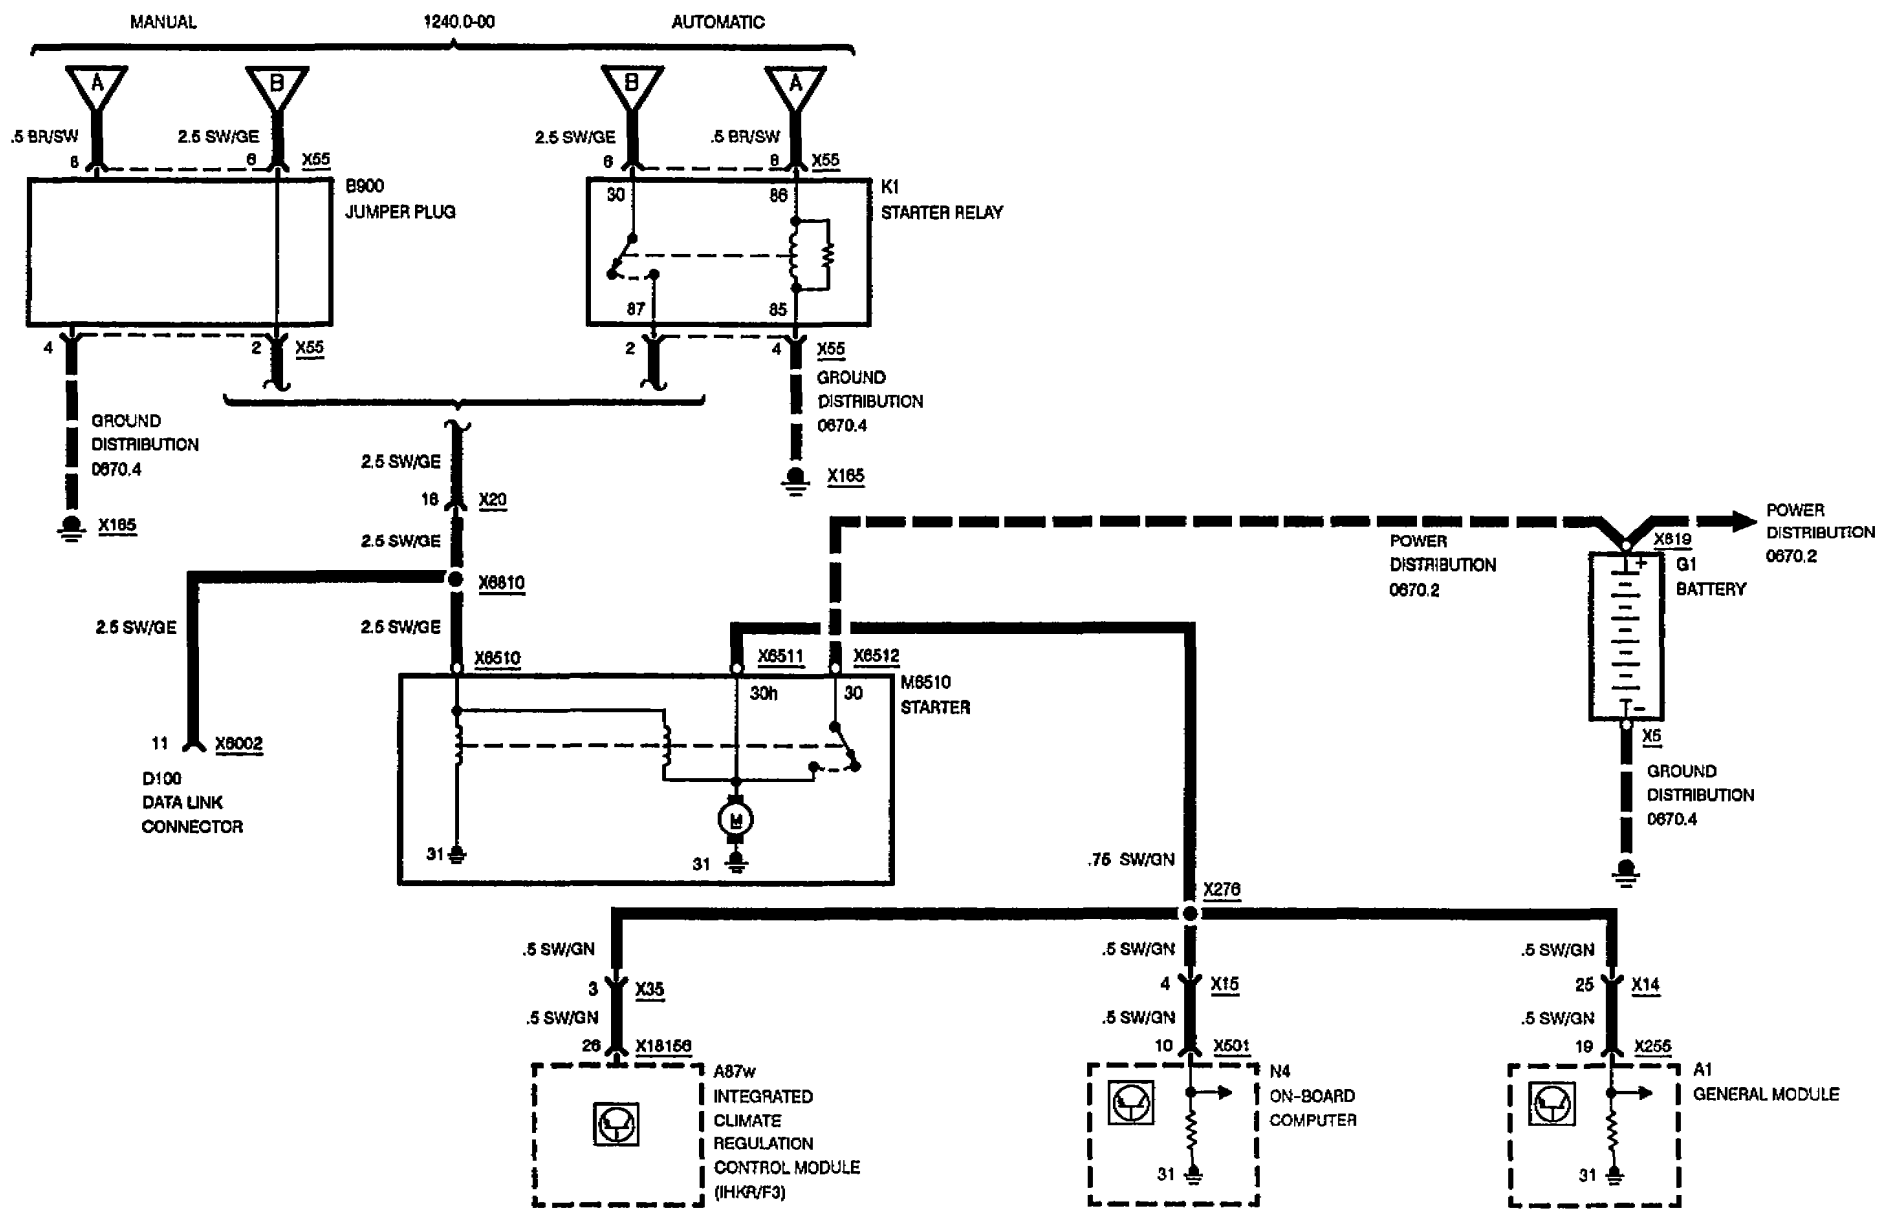 MANUAL 1240.0-00 AUTOMATIC
A B B A
.5 BR/SW 2.5 SW/GE 2.5 SW/GE .5 BR/SW
8 6 X55 6 8 X55
B900
JUMPER PLUG
30 86 K1
STARTER RELAY
87 85
4 2 X55 2 4 X55
GROUND
DISTRIBUTION
0670.4
X165
GROUND
DISTRIBUTION
0670.4
X165
2.5 SW/GE
16 X20
2.5 SW/GE
X6810
2.5 SW/GE 2.5 SW/GE
11 X6002
D100
DATA LINK
CONNECTOR
POWER
DISTRIBUTION
0670.2
POWER
DISTRIBUTION
0670.2
X619
+ G1
BATTERY
-
X5
GROUND
DISTRIBUTION
0670.4
X6510 X6511 X6512
30h 30 M6510
STARTER
M
31 31
.75 SW/GN
X276
.5 SW/GN .5 SW/GN .5 SW/GN
3 X35 4 X15 25 X14
.5 SW/GN .5 SW/GN .5 SW/GN
26 X18156 10 X501 19 X255
A87w
INTEGRATED
CLIMATE
REGULATION
CONTROL MODULE
(IHKR/F3)
N4
ON-BOARD
COMPUTER
31
A1
GENERAL MODULE
31